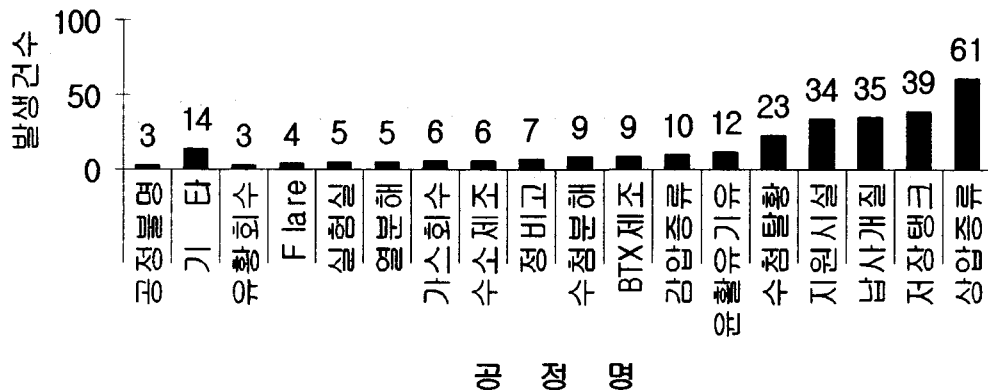 발생건수
100
50
0
3
14
3
4
5
5
6
6
7
9
9
10
12
23
34
35
39
61
공정불명
기 타
유황회수
Flare
실험실
열분해
가스회수
수소제조
정비고
수첨분해
BTX제조
감압증류
윤활유기유
수첨탈황
지원시설
납사개질
저장탱크
상압증류
공 정 명